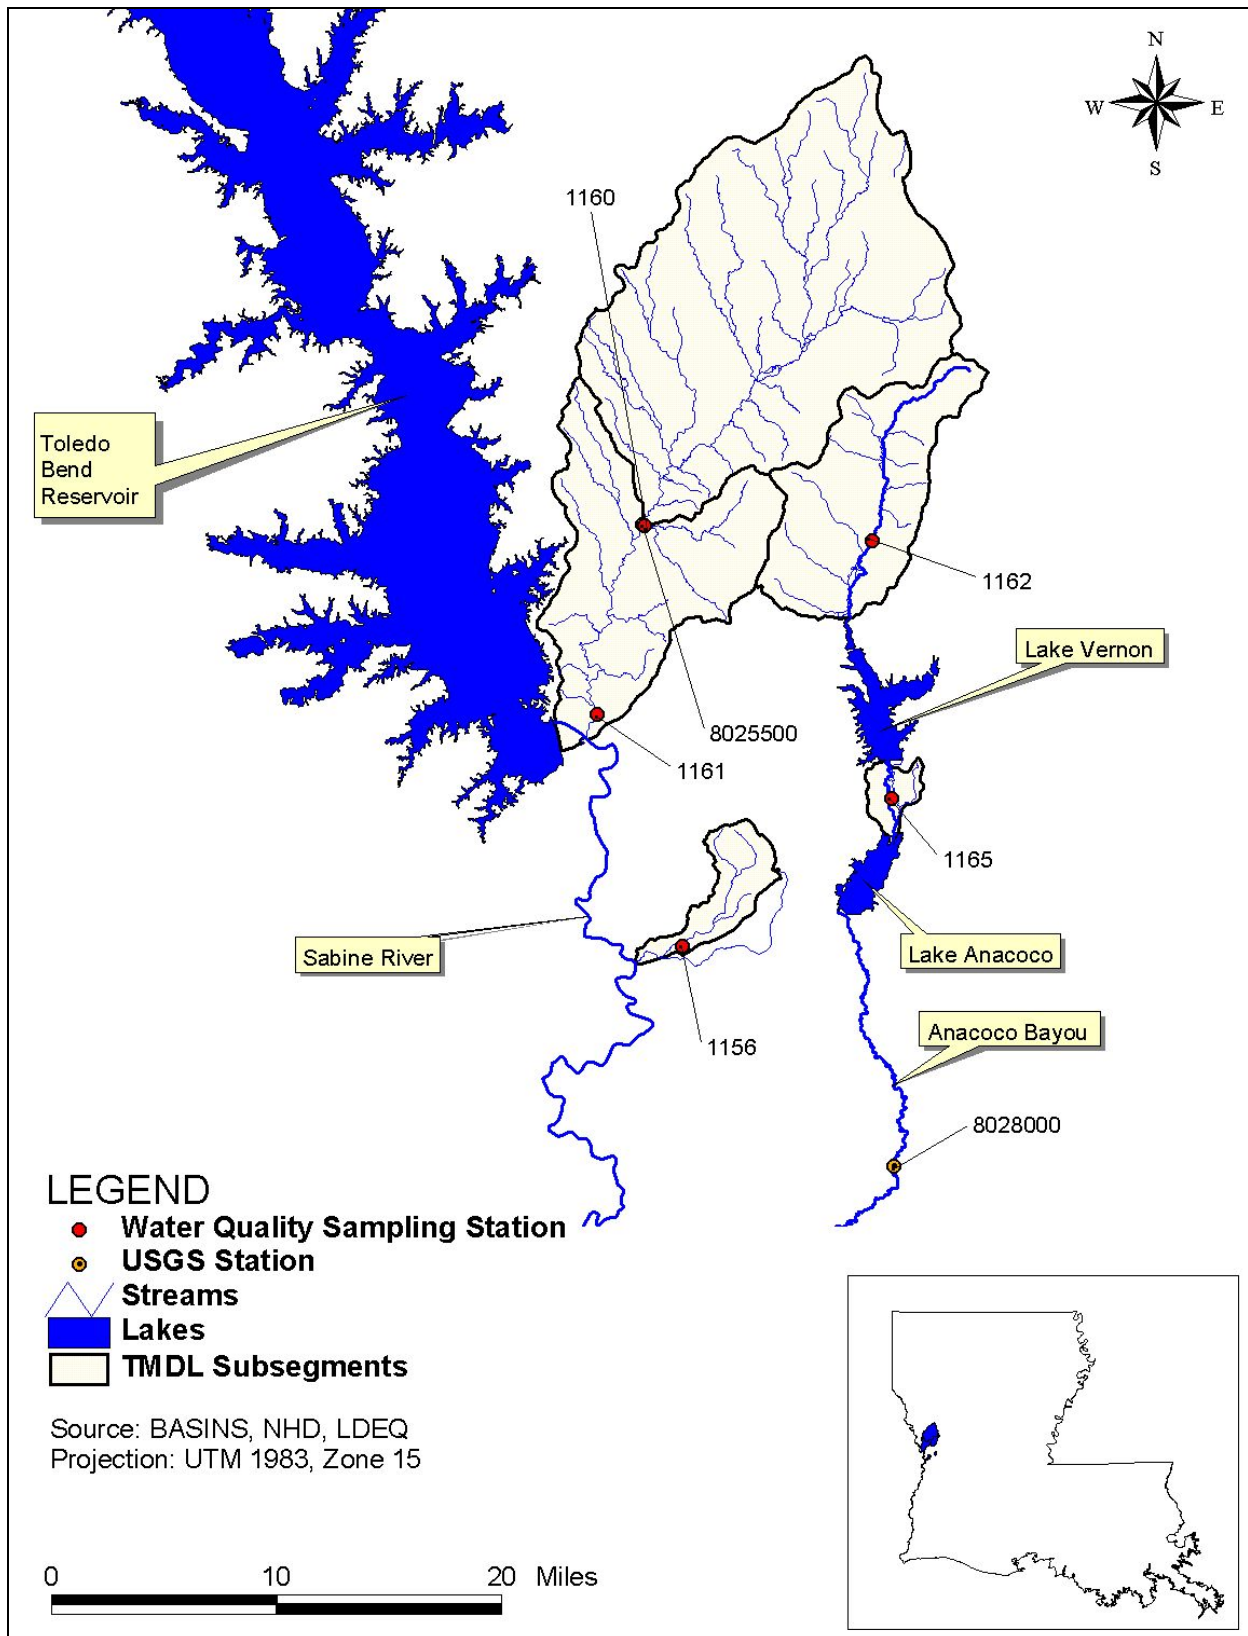 N
W E
S
1160
Toledo
Bend
Reservoir
1162
Lake Vernon
8025500
1161
1165
Sabine River
Lake Anacoco
Anacoco Bayou
1156
8028000
LEGEND
Water Quality Sampling Station
USGS Station
Streams
Lakes
TMDL Subsegments
Source: BASINS, NHD, LDEQ
Projection: UTM 1983, Zone 15
0 10 20 Miles